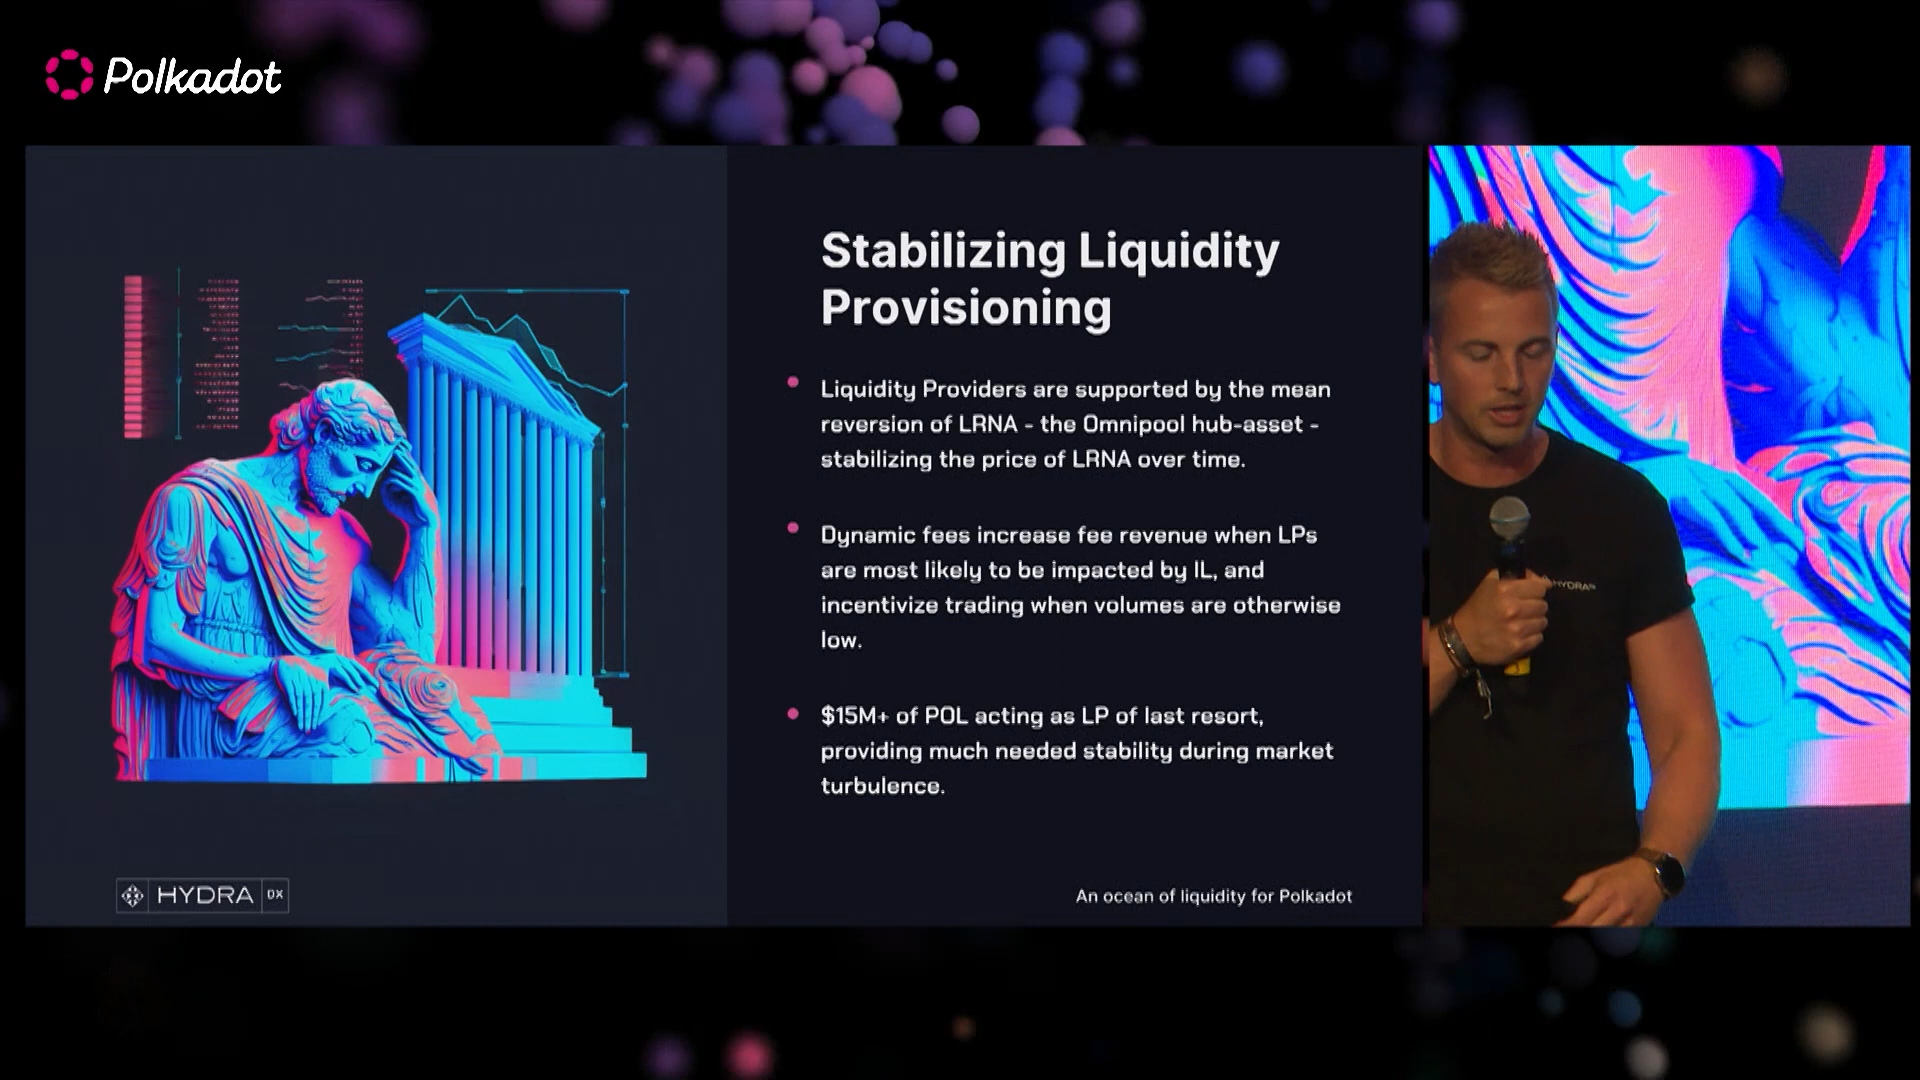 Polkadot
Stabilizing Liquidity
Provisioning
Liquidity Providers are supported by the mean
reversion of LRNA - the Omnipool hub-asset -
stabilizing the price of LRNA over time.
Dynamic fees increase fee revenue when LPs
are most likely to be impacted by IL, and
incentivize trading when volumes are otherwise
low.
$15M+ of POL acting as LP of last resort,
providing much needed stability during market
turbulence.
HYDRA DX
An ocean of liquidity for Polkadot
HYDRA